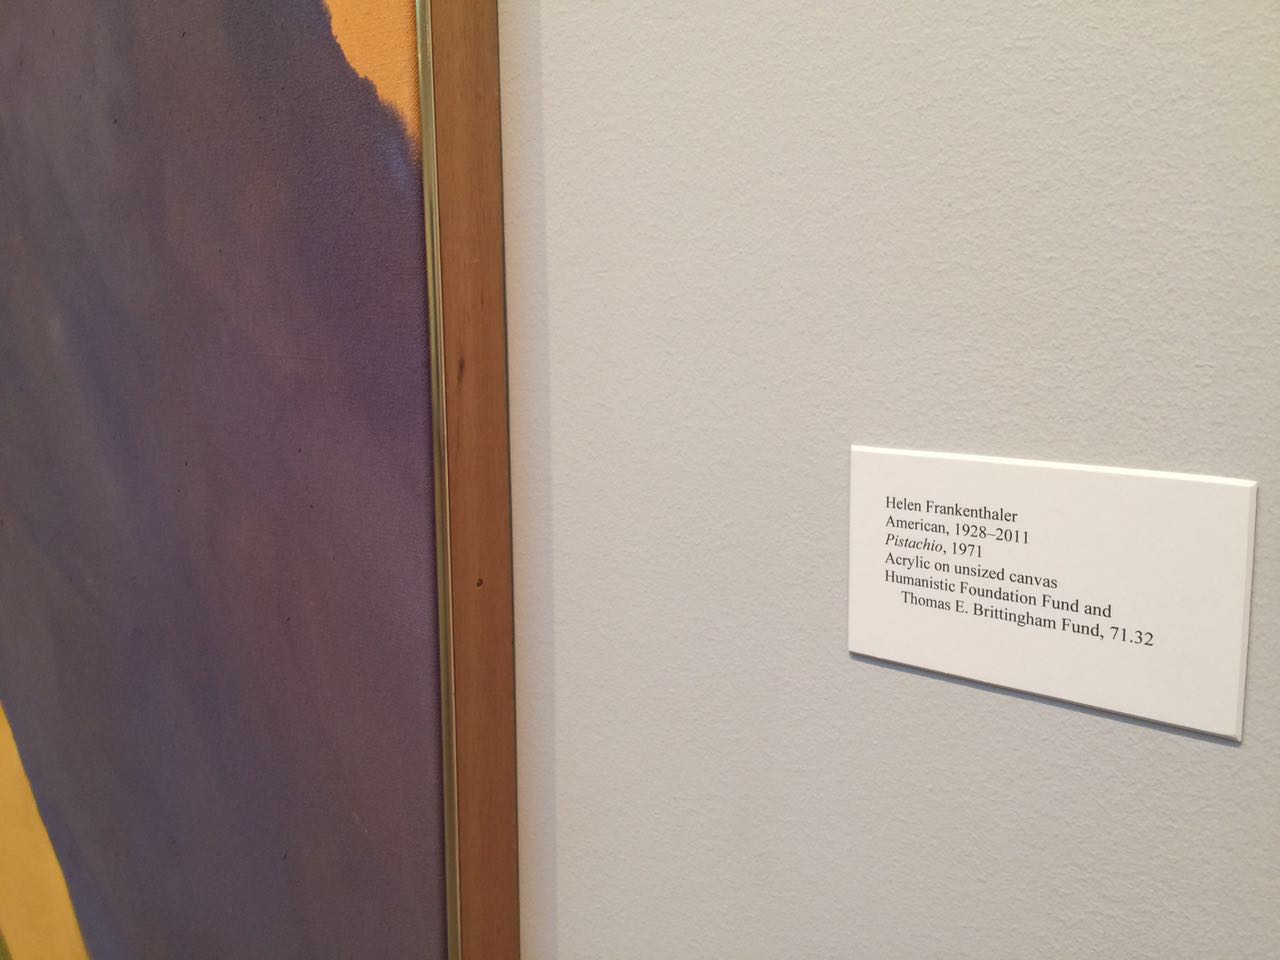 Helen Frankenthaler
American, 1928–2011
Pistachio, 1971
Acrylic on unsized canvas
Humanistic Foundation Fund and
Thomas E. Brittingham Fund, 71.32